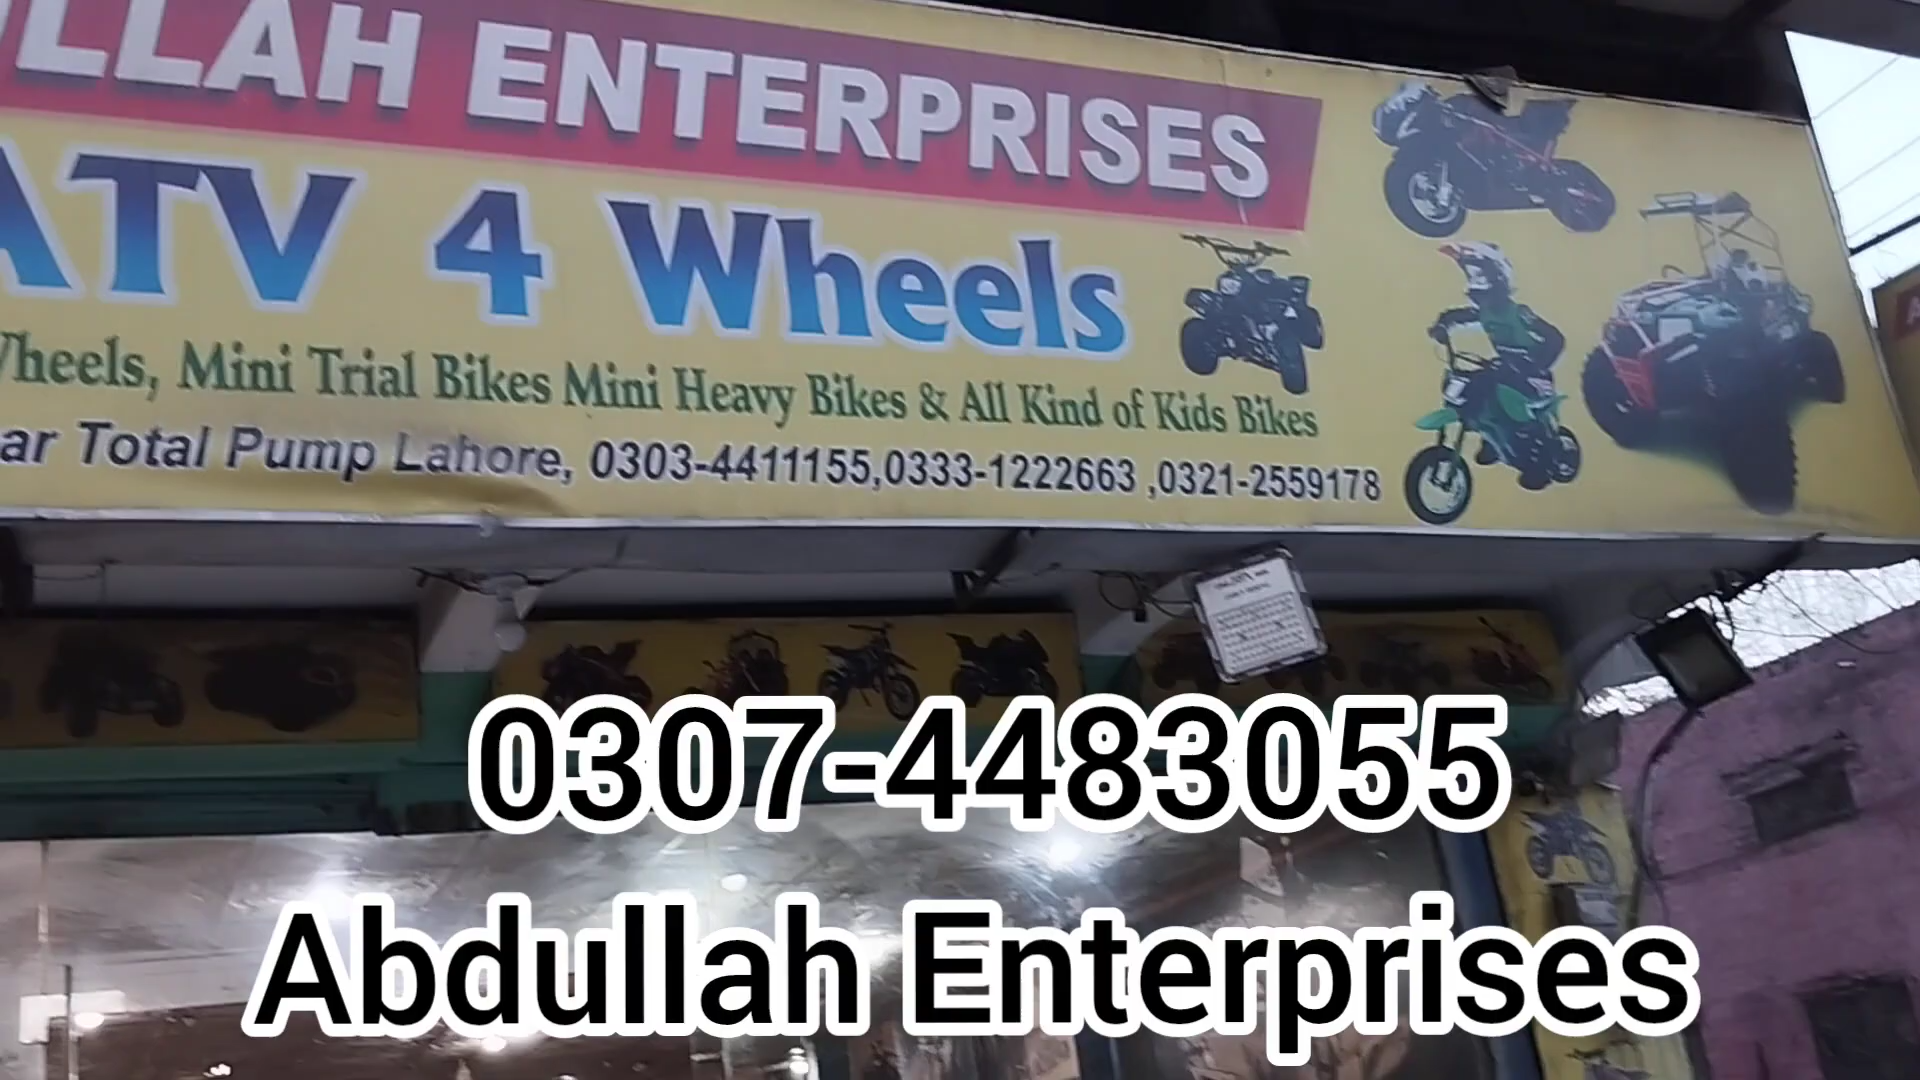 ULLAH ENTERPRISES
ATV 4 Wheels
Wheels, Mini Trial Bikes Mini Heavy Bikes & All Kind of Kids Bikes
ar Total Pump Lahore, 0303-4411155,0333-1222663 ,0321-2559178
0307-4483055
Abdullah Enterprises